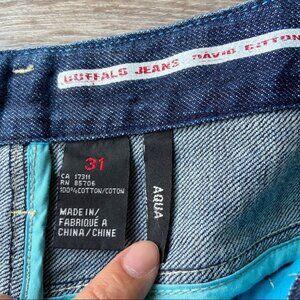 BUFFALO JEANS DAVID BITTON
31
CA 17311
RN 85706
100%COTTON/COTON
MADE IN/
FABRIQUÉ À
CHINA/CHINE
AQUA